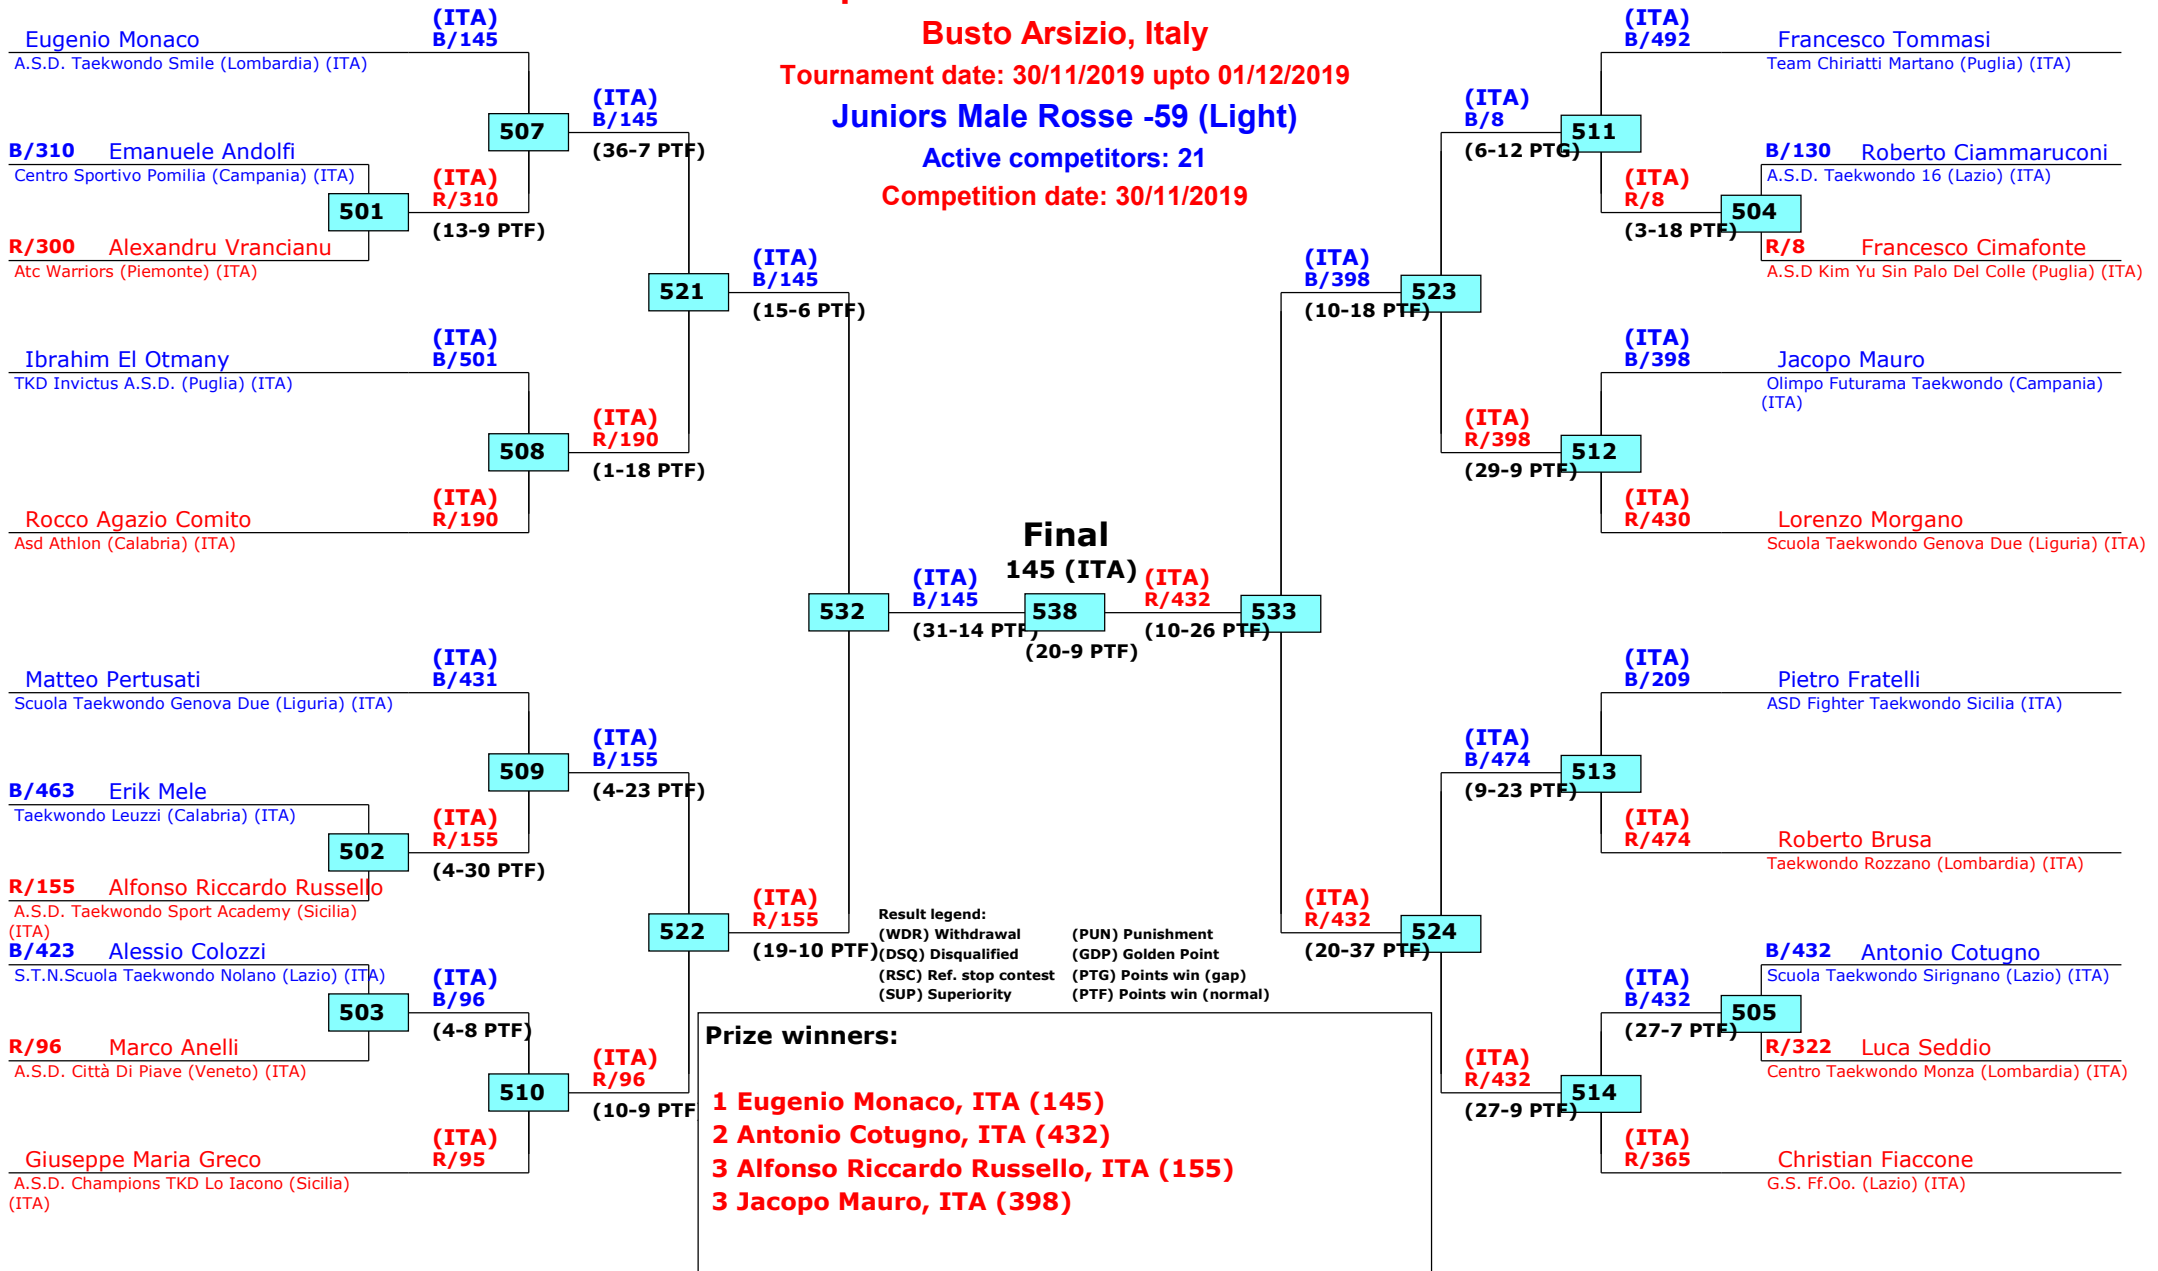 Busto Arsizio, Italy
Tournament date: 30/11/2019 upto 01/12/2019
Juniors Male Rosse -59 (Light)
Active competitors: 21
Competition date: 30/11/2019
(ITA)
Eugenio Monaco B/145
A.S.D. Taekwondo Smile (Lombardia) (ITA)
507
(ITA)
B/145
(36-7 PTF)
B/310 Emanuele Andolfi
Centro Sportivo Pomilia (Campania) (ITA)
501
(ITA)
R/310
(13-9 PTF)
R/300 Alexandru Vrancianu
Atc Warriors (Piemonte) (ITA)
521
(ITA)
B/145
(15-6 PTF)
(ITA)
Ibrahim El Otmany B/501
TKD Invictus A.S.D. (Puglia) (ITA)
508
(ITA)
R/190
(1-18 PTF)
(ITA)
Rocco Agazio Comito R/190
Asd Athlon (Calabria) (ITA)
532
(ITA)
B/145
(31-14 PTF)
Final
145 (ITA)
538
(20-9 PTF)
(ITA)
R/432
(10-26 PTF)
533
(ITA)
Matteo Pertusati B/431
Scuola Taekwondo Genova Due (Liguria) (ITA)
509
(ITA)
B/155
(4-23 PTF)
B/463 Erik Mele
Taekwondo Leuzzi (Calabria) (ITA)
502
(ITA)
R/155
(4-30 PTF)
R/155 Alfonso Riccardo Russello
A.S.D. Taekwondo Sport Academy (Sicilia)
(ITA)
522
(ITA)
R/155
(19-10 PTF)
B/423 Alessio Colozzi
S.T.N.Scuola Taekwondo Nolano (Lazio) (ITA)
503
(ITA)
B/96
(4-8 PTF)
R/96 Marco Anelli
A.S.D. Città Di Piave (Veneto) (ITA)
510
(ITA)
R/96
(10-9 PTF
(ITA)
Giuseppe Maria Greco R/95
A.S.D. Champions TKD Lo Iacono (Sicilia)
(ITA)
(ITA)
B/492 Francesco Tommasi
Team Chiriatti Martano (Puglia) (ITA)
(ITA)
B/8
(6-12 PTG)
511
B/130 Roberto Ciammaruconi
A.S.D. Taekwondo 16 (Lazio) (ITA)
(ITA)
R/8
(3-18 PTF)
504
R/8 Francesco Cimafonte
A.S.D Kim Yu Sin Palo Del Colle (Puglia) (ITA)
(ITA)
B/398
(10-18 PTF)
523
(ITA)
B/398 Jacopo Mauro
Olimpo Futurama Taekwondo (Campania)
(ITA)
(ITA)
R/398
(29-9 PTF)
512
(ITA)
R/430 Lorenzo Morgano
Scuola Taekwondo Genova Due (Liguria) (ITA)
(ITA)
B/209 Pietro Fratelli
ASD Fighter Taekwondo Sicilia (ITA)
(ITA)
B/474
(9-23 PTF)
513
(ITA)
R/474 Roberto Brusa
Taekwondo Rozzano (Lombardia) (ITA)
(ITA)
R/432
(20-37 PTF)
524
B/432 Antonio Cotugno
Scuola Taekwondo Sirignano (Lazio) (ITA)
(ITA)
B/432
(27-7 PTF)
505
R/322 Luca Seddio
Centro Taekwondo Monza (Lombardia) (ITA)
(ITA)
R/432
(27-9 PTF)
514
(ITA)
R/365 Christian Fiaccone
G.S. Ff.Oo. (Lazio) (ITA)
Result legend:
(WDR) Withdrawal (PUN) Punishment
(DSQ) Disqualified (GDP) Golden Point
(RSC) Ref. stop contest (PTG) Points win (gap)
(SUP) Superiority (PTF) Points win (normal)
Prize winners:
1 Eugenio Monaco, ITA (145)
2 Antonio Cotugno, ITA (432)
3 Alfonso Riccardo Russello, ITA (155)
3 Jacopo Mauro, ITA (398)